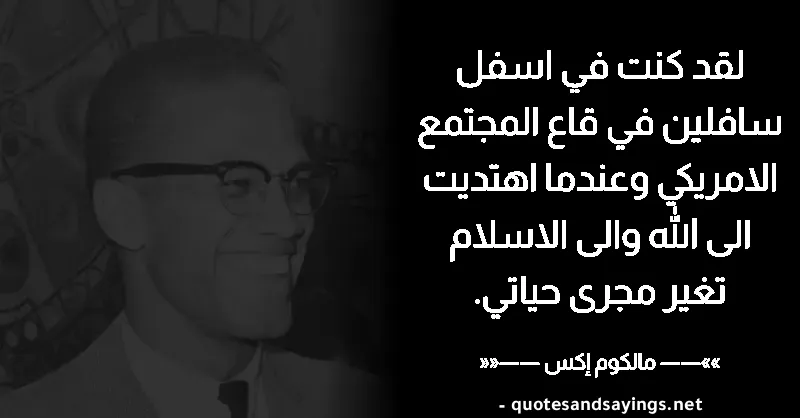 لقد كنت في اسفل
سافلين في قاع المجتمع
الامريكي وعندما اهتديت
الى الله والى الاسلام
تغير مجرى حياتي.
»»—— مالكوم إكس ——««
- quotesandsayings.net